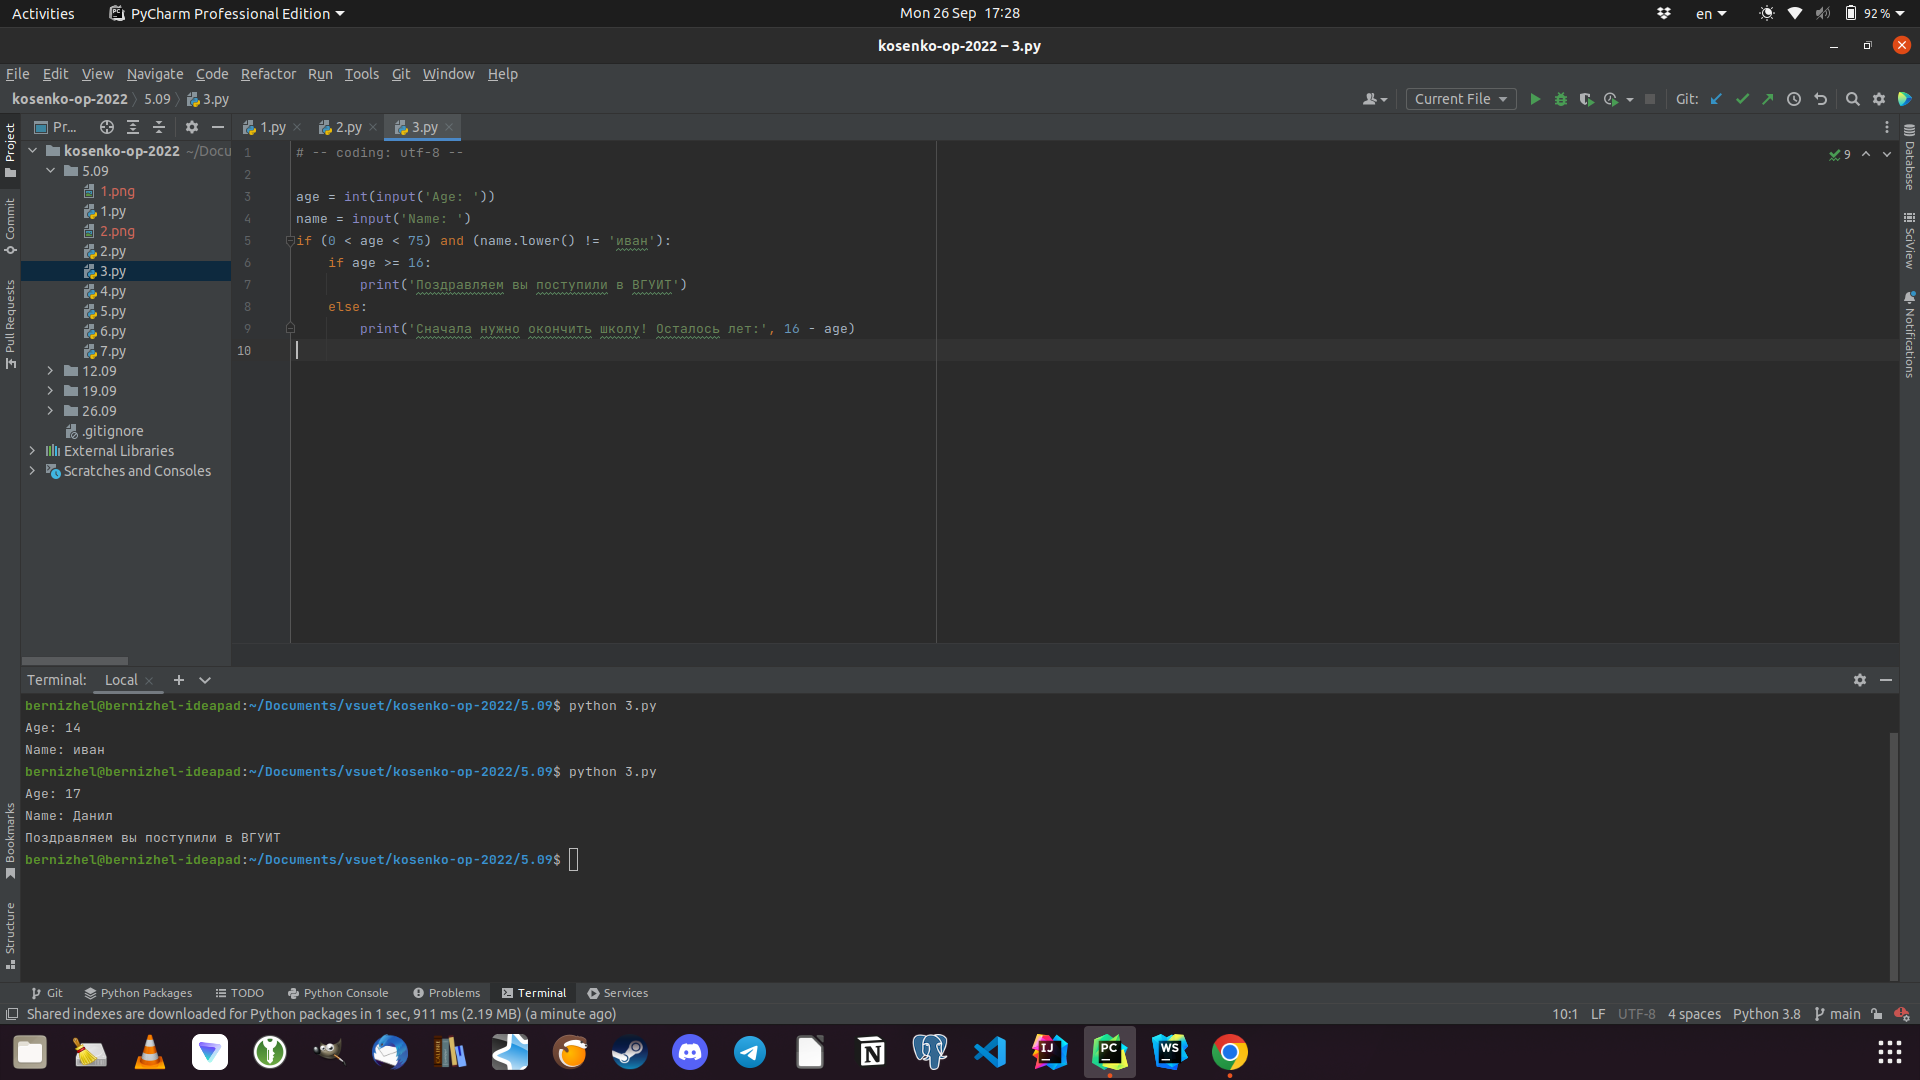 Activities PyCharm Professional Edition Mon 26 Sep 17:28 en 92 %
kosenko-op-2022 – 3.py
File Edit View Navigate Code Refactor Run Tools Git Window Help
kosenko-op-2022 5.09 3.py Current File Git:
Project Pr... 1.py 2.py 3.py
kosenko-op-2022 ~/Docu
5.09
1.png
1.py
2.png
2.py
3.py
4.py
5.py
6.py
7.py
12.09
19.09
26.09
.gitignore
External Libraries
Scratches and Consoles
Commit
Pull Requests
Bookmarks
Structure
1 # -- coding: utf-8 --
2
3 age = int(input('Age: '))
4 name = input('Name: ')
5 if (0 < age < 75) and (name.lower() != 'иван'):
6 if age >= 16:
7 print('Поздравляем вы поступили в ВГУИТ')
8 else:
9 print('Сначала нужно окончить школу! Осталось лет:', 16 - age)
10
9
Database
SciView
Notifications
Terminal: Local
bernizhel@bernizhel-ideapad:~/Documents/vsuet/kosenko-op-2022/5.09$ python 3.py
Age: 14
Name: иван
bernizhel@bernizhel-ideapad:~/Documents/vsuet/kosenko-op-2022/5.09$ python 3.py
Age: 17
Name: Данил
Поздравляем вы поступили в ВГУИТ
bernizhel@bernizhel-ideapad:~/Documents/vsuet/kosenko-op-2022/5.09$
Git Python Packages TODO Python Console Problems Terminal Services
Shared indexes are downloaded for Python packages in 1 sec, 911 ms (2.19 MB) (a minute ago) 10:1 LF UTF-8 4 spaces Python 3.8 main
IJ PC WS